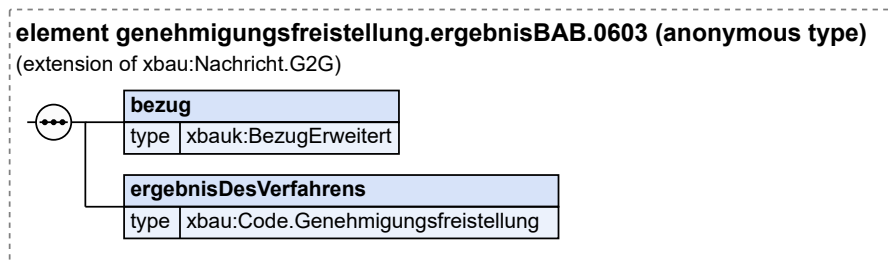 element genehmigungsfreistellung.ergebnisBAB.0603 (anonymous type)
(extension of xbau:Nachricht.G2G)
bezug
type xbauk:BezugErweitert
ergebnisDesVerfahrens
type xbau:Code.Genehmigungsfreistellung